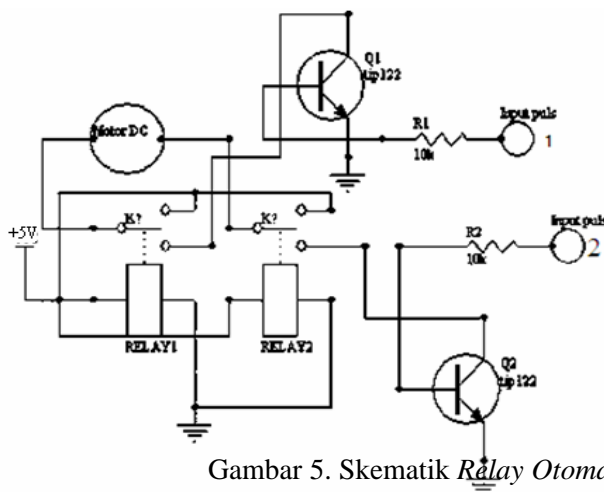 Q1
tip122
Input puls
Motor DC
R1
1
10k
Input puls
K?
K?
R2
+5V
2
10k
RELAY1
RELAY2
Q2
tip122
Gambar 5. Skematik Relay Otoma